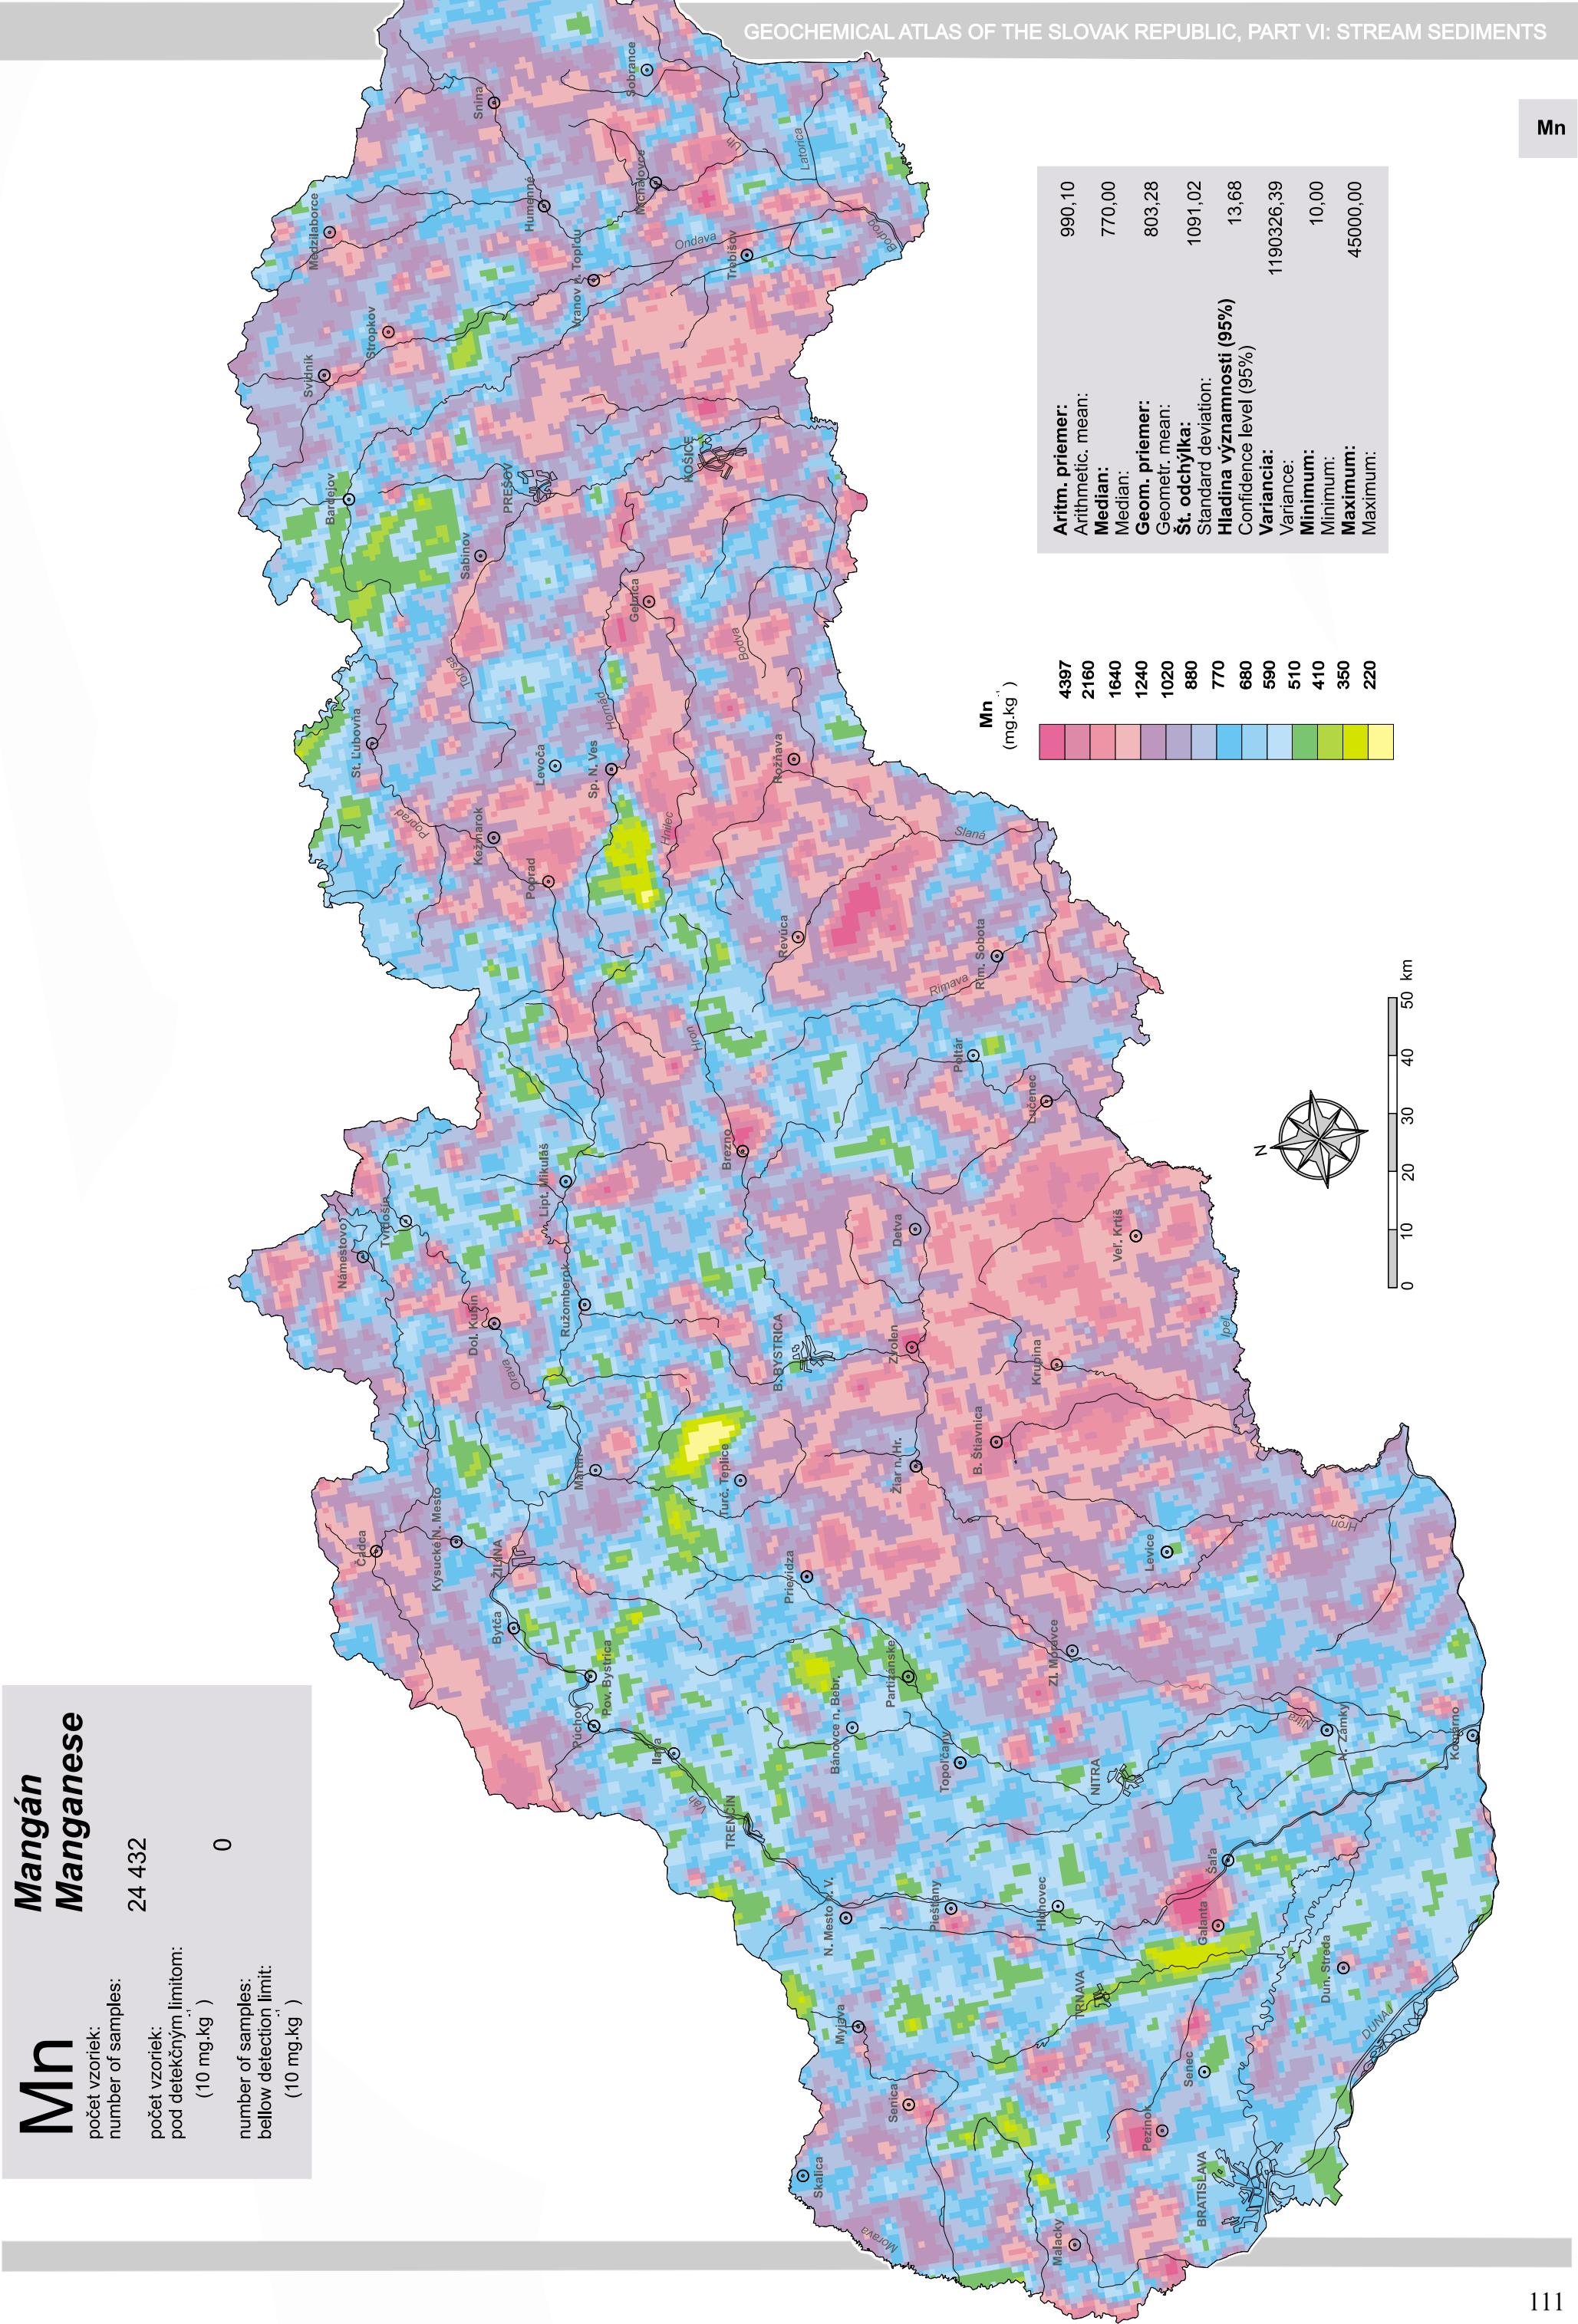 GEOCHEMICAL ATLAS OF THE SLOVAK REPUBLIC, PART VI: STREAM SEDIMENTS
Mn
Mn
Mangán
Manganese
počet vzoriek:
number of samples:
24 432
počet vzoriek:
pod detekčným limitom:
(10 mg.kg-1)
0
number of samples:
bellow detection limit:
(10 mg.kg-1)
Skalica
Senica
Malacky
BRATISLAVA
Pezinok
Senec
Myjava
TRNAVA
Dun. Streda
Galanta
Šaľa
Hlohovec
Piešťany
N. Mesto n. V.
TRENČÍN
Ilava
Púchov
Pov. Bystrica
Bytča
ŽILINA
Kysucké N. Mesto
Čadca
Bánovce n. Bebr.
Partizánske
Topoľčany
NITRA
N. Zámky
Komárno
Zl. Moravce
Levice
Prievidza
Martin
Turč. Teplice
Žiar n. Hr.
B. Štiavnica
Zvolen
Krupina
B. BYSTRICA
Dol. Kubín
Ružomberok
Námestovo
Tvrdošín
Lipt. Mikuláš
Brezno
Detva
Veľ. Krtíš
Lučenec
Poltár
Rim. Sobota
Revúca
Rožňava
Poprad
Kežmarok
St. Ľubovňa
Levoča
Sp. N. Ves
Gelnica
Sabinov
PREŠOV
KOŠICE
Bardejov
Svidník
Stropkov
Medzilaborce
Humenné
Vranov n. Topľou
Trebišov
Michalovce
Snina
Sobrance
Morava
Váh
DUNAJ
Nitra
Hron
Ipeľ
Orava
Hron
Rimava
Slaná
Hnilec
Hornád
Poprad
Torysa
Bodva
Ondava
Latorica
Uh
Bodrog
Mn
(mg.kg-1)
4397
2160
1640
1240
1020
880
770
680
590
510
410
350
220
Aritm. priemer:
Arithmetic. mean: 990,10
Median:
Median: 770,00
Geom. priemer:
Geometr. mean: 803,28
Št. odchýlka:
Standard deviation: 1091,02
Hladina významnosti (95%)
Confidence level (95%) 13,68
Variancia:
Variance: 1190326,39
Minimum:
Minimum: 10,00
Maximum:
Maximum: 45000,00
N
0 10 20 30 40 50 km
111